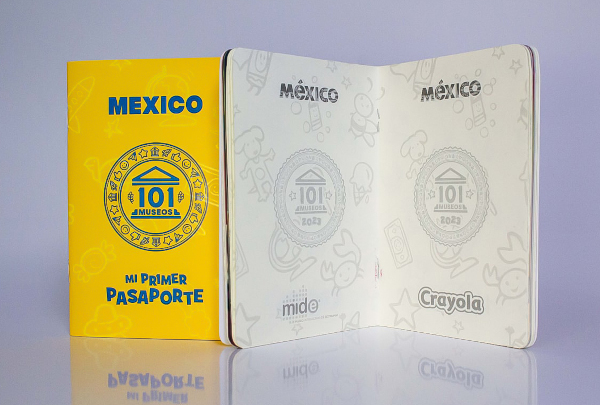 MEXICO
101
MUSEOS
MI PRIMER
PASAPORTE
MÉXICO
101
MUSEOS
2023
mide
MÉXICO
101
MUSEOS
2023
Crayola